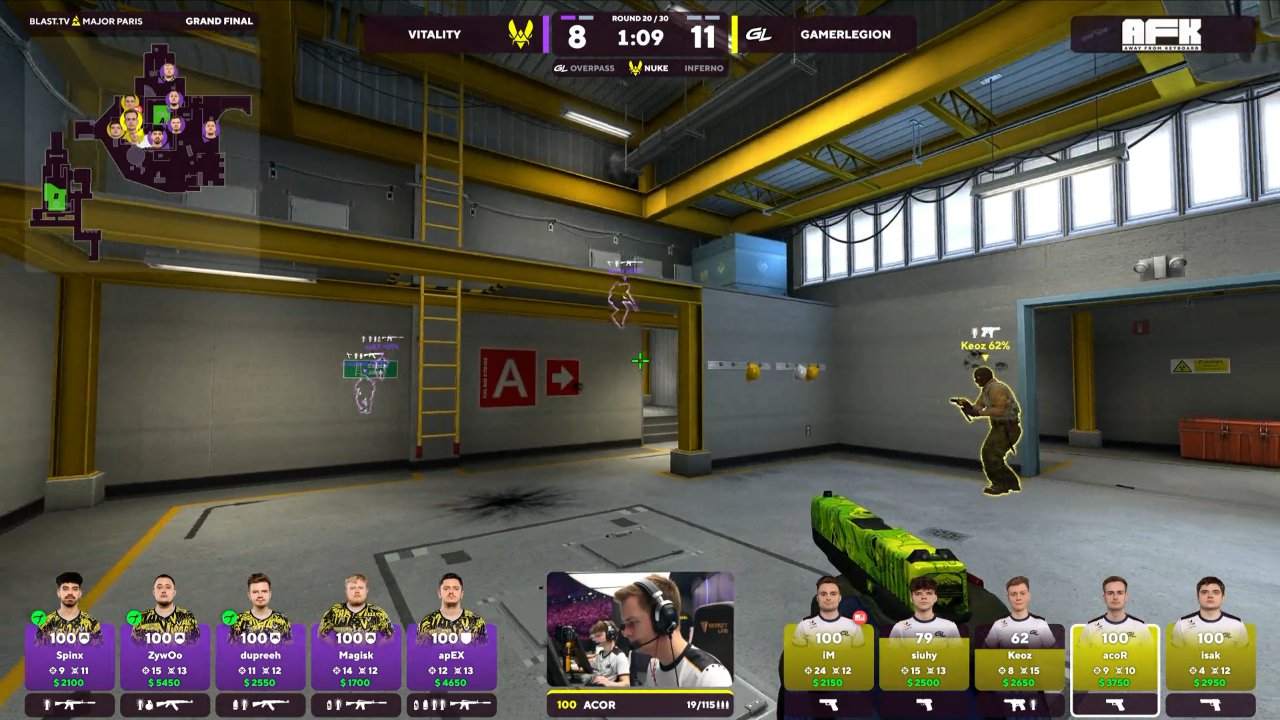 BLAST.TV MAJOR PARIS
GRAND FINAL
VITALITY
8
ROUND 20 / 30
1:09
11
GL
GAMERLEGION
AFK
AWAY FROM KEYBOARD
GL OVERPASS
NUKE
INFERNO
Keoz 62%
A
100
Spinx
9 11
$2100
100
ZywOo
15 13
$5450
100
dupreeh
11 12
$2550
100
Magisk
14 12
$1700
100
apEX
12 13
$4650
100 ACOR
19/115
100
iM
24 12
$2150
79
siuhy
15 13
$2500
62
Keoz
8 15
$2650
100
acoR
9 10
$3750
100
isak
4 12
$2950